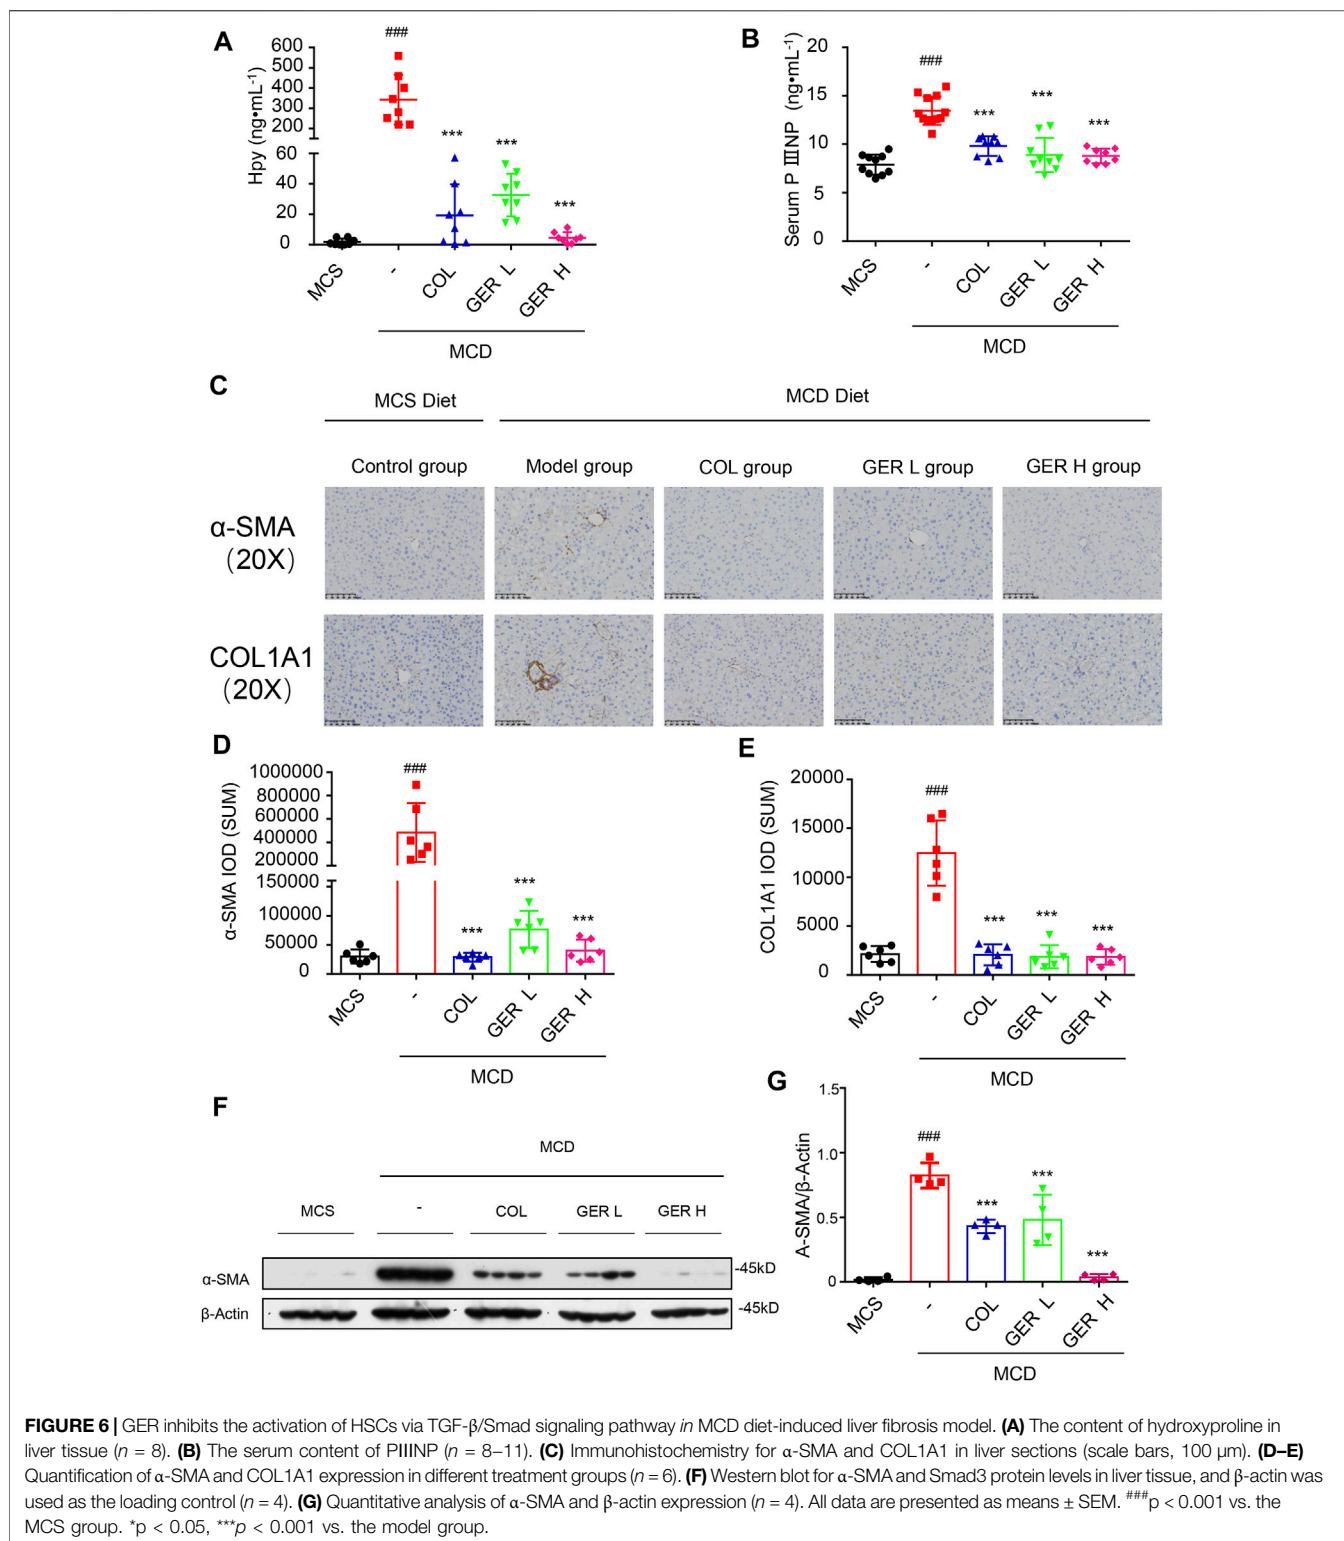 A
Hpy (ng•mL-1)
600
500
400
300
200
60
40
20
0
###
***
***
***
MCS
-
COL
GER L
GER H
MCD
B
Serum P ⅢNP (ng•mL-1)
20
15
10
5
0
###
***
***
***
MCS
-
COL
GER L
GER H
MCD
C
MCS Diet
MCD Diet
Control group
Model group
COL group
GER L group
GER H group
α-SMA
(20X)
COL1A1
(20X)
D
α-SMA IOD (SUM)
1000000
800000
600000
400000
200000
150000
100000
50000
0
###
***
***
***
MCS
-
COL
GER L
GER H
MCD
E
COL1A1 IOD (SUM)
20000
15000
10000
5000
0
###
***
***
***
MCS
-
COL
GER L
GER H
MCD
F
MCD
MCS
-
COL
GER L
GER H
α-SMA
-45kD
β-Actin
-45kD
G
A-SMA/β-Actin
1.5
1.0
0.5
0
###
***
***
***
MCS
-
COL
GER L
GER H
MCD
FIGURE 6 | GER inhibits the activation of HSCs via TGF-β/Smad signaling pathway in MCD diet-induced liver fibrosis model. (A) The content of hydroxyproline in
liver tissue (n = 8). (B) The serum content of PIIINP (n = 8–11). (C) Immunohistochemistry for α-SMA and COL1A1 in liver sections (scale bars, 100 μm). (D–E)
Quantification of α-SMA and COL1A1 expression in different treatment groups (n = 6). (F) Western blot for α-SMA and Smad3 protein levels in liver tissue, and β-actin was
used as the loading control (n = 4). (G) Quantitative analysis of α-SMA and β-actin expression (n = 4). All data are presented as means ± SEM. ###p < 0.001 vs. the
MCS group. *p < 0.05, ***p < 0.001 vs. the model group.